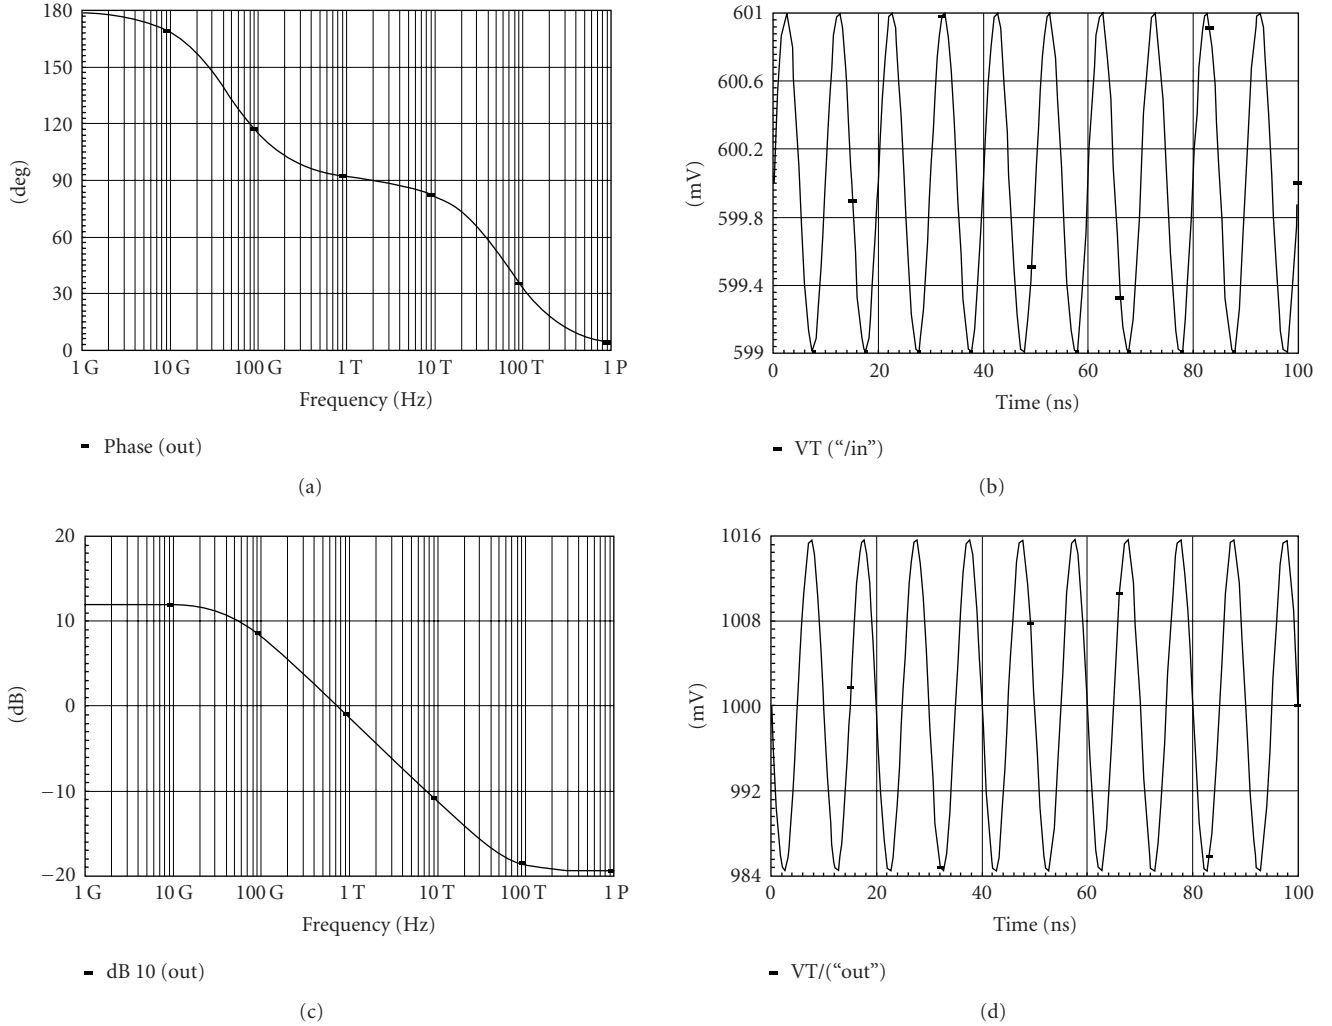 180
150
120
90
60
30
0
(deg)
1 G 10 G 100 G 1 T 10 T 100 T 1 P
Frequency (Hz)
Phase (out)
(a)
601
600.6
600.2
599.8
599.4
599
(mV)
0 20 40 60 80 100
Time (ns)
VT (“/in”)
(b)
20
10
0
−10
−20
(dB)
1 G 10 G 100 G 1 T 10 T 100 T 1 P
Frequency (Hz)
dB 10 (out)
(c)
1016
1008
1000
992
984
(mV)
0 20 40 60 80 100
Time (ns)
VT/(“out”)
(d)